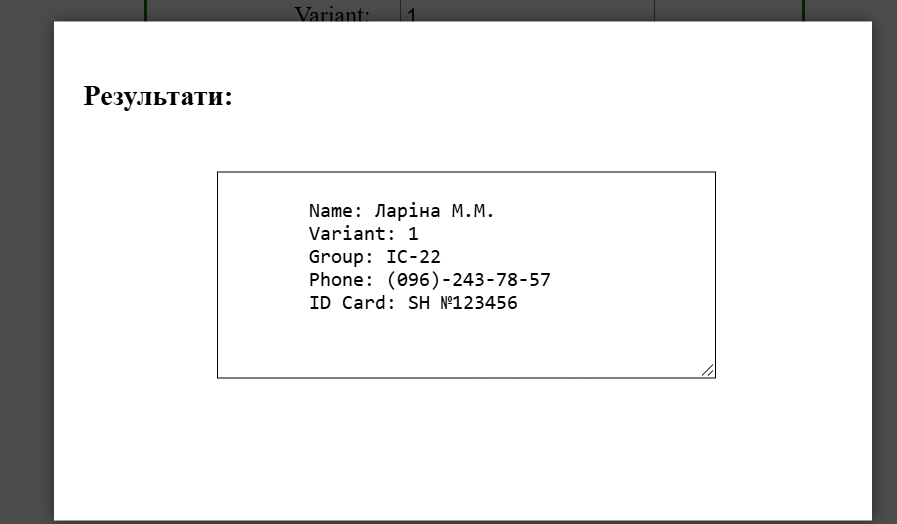 Variant: 1
Результати:
Name: Ларіна М.М.
Variant: 1
Group: ІС-22
Phone: (096)-243-78-57
ID Card: SH №123456